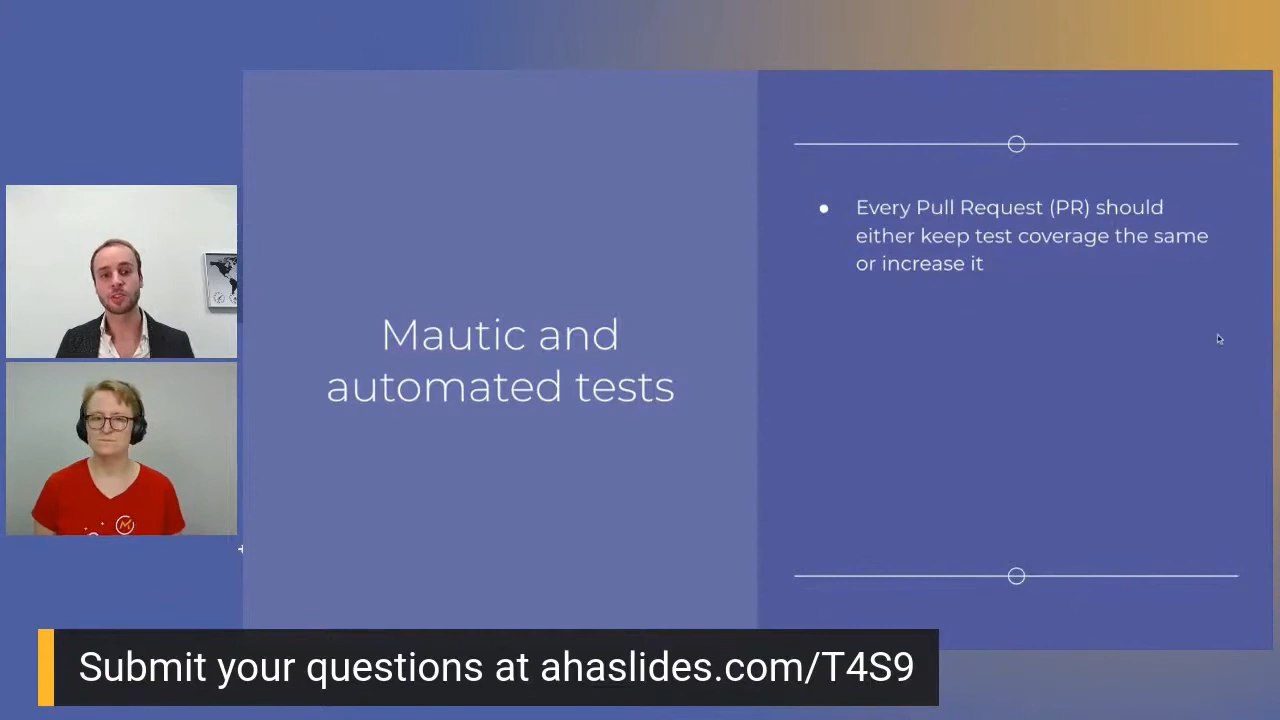 Mautic and
automated tests
● Every Pull Request (PR) should
either keep test coverage the same
or increase it
M
Submit your questions at ahaslides.com/T4S9